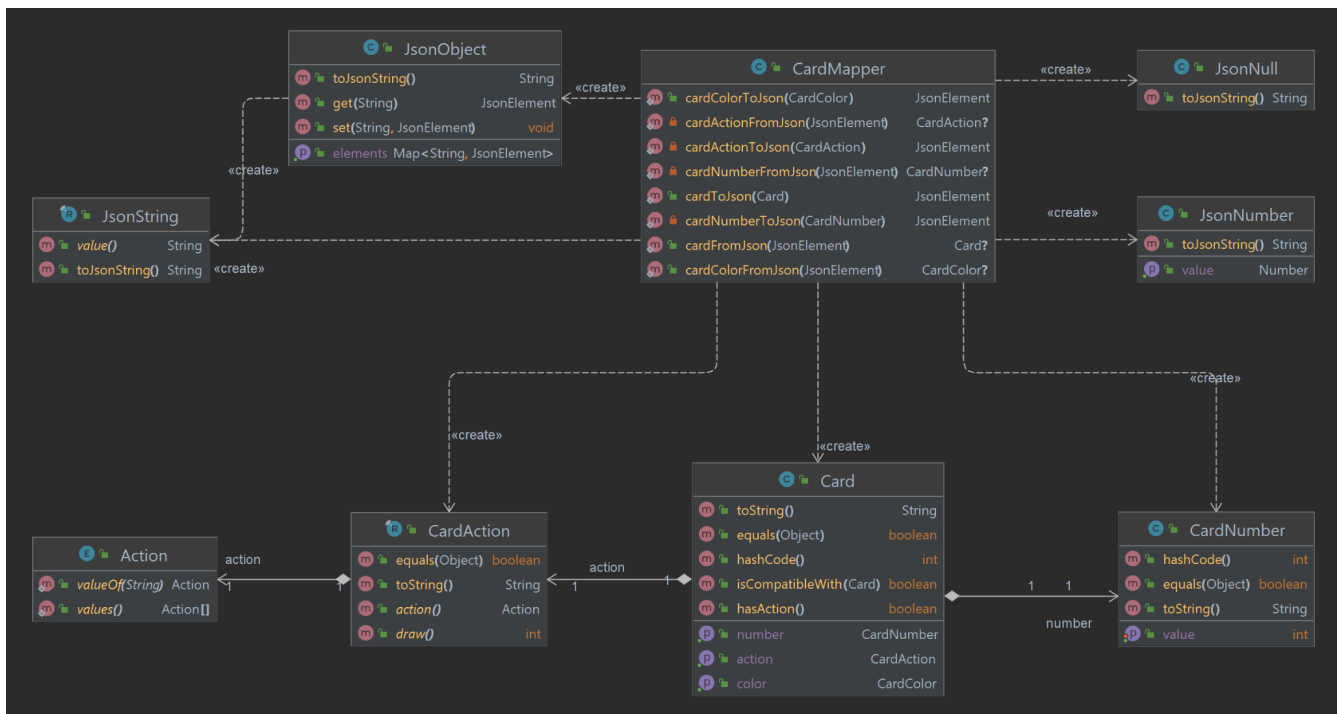 JsonObject
toJsonString() String
get(String) JsonElement
set(String, JsonElement) void
elements Map<String, JsonElement>
«create»
CardMapper
cardColorToJson(CardColor) JsonElement
cardActionFromJson(JsonElement) CardAction?
cardActionToJson(CardAction) JsonElement
cardNumberFromJson(JsonElement) CardNumber?
cardToJson(Card) JsonElement
cardNumberToJson(CardNumber) JsonElement
cardFromJson(JsonElement) Card?
cardColorFromJson(JsonElement) CardColor?
«create»
JsonNull
toJsonString() String
«create»
JsonString
value() String
toJsonString() String
«create»
«create»
JsonNumber
toJsonString() String
value Number
«create»
«create»
«create»
Action
valueOf(String) Action
values() Action[]
action
1
1
CardAction
equals(Object) boolean
toString() String
action() Action
draw() int
action
1
1
Card
toString() String
equals(Object) boolean
hashCode() int
isCompatibleWith(Card) boolean
hasAction() boolean
number CardNumber
action CardAction
color CardColor
1
1
number
CardNumber
hashCode() int
equals(Object) boolean
toString() String
value int